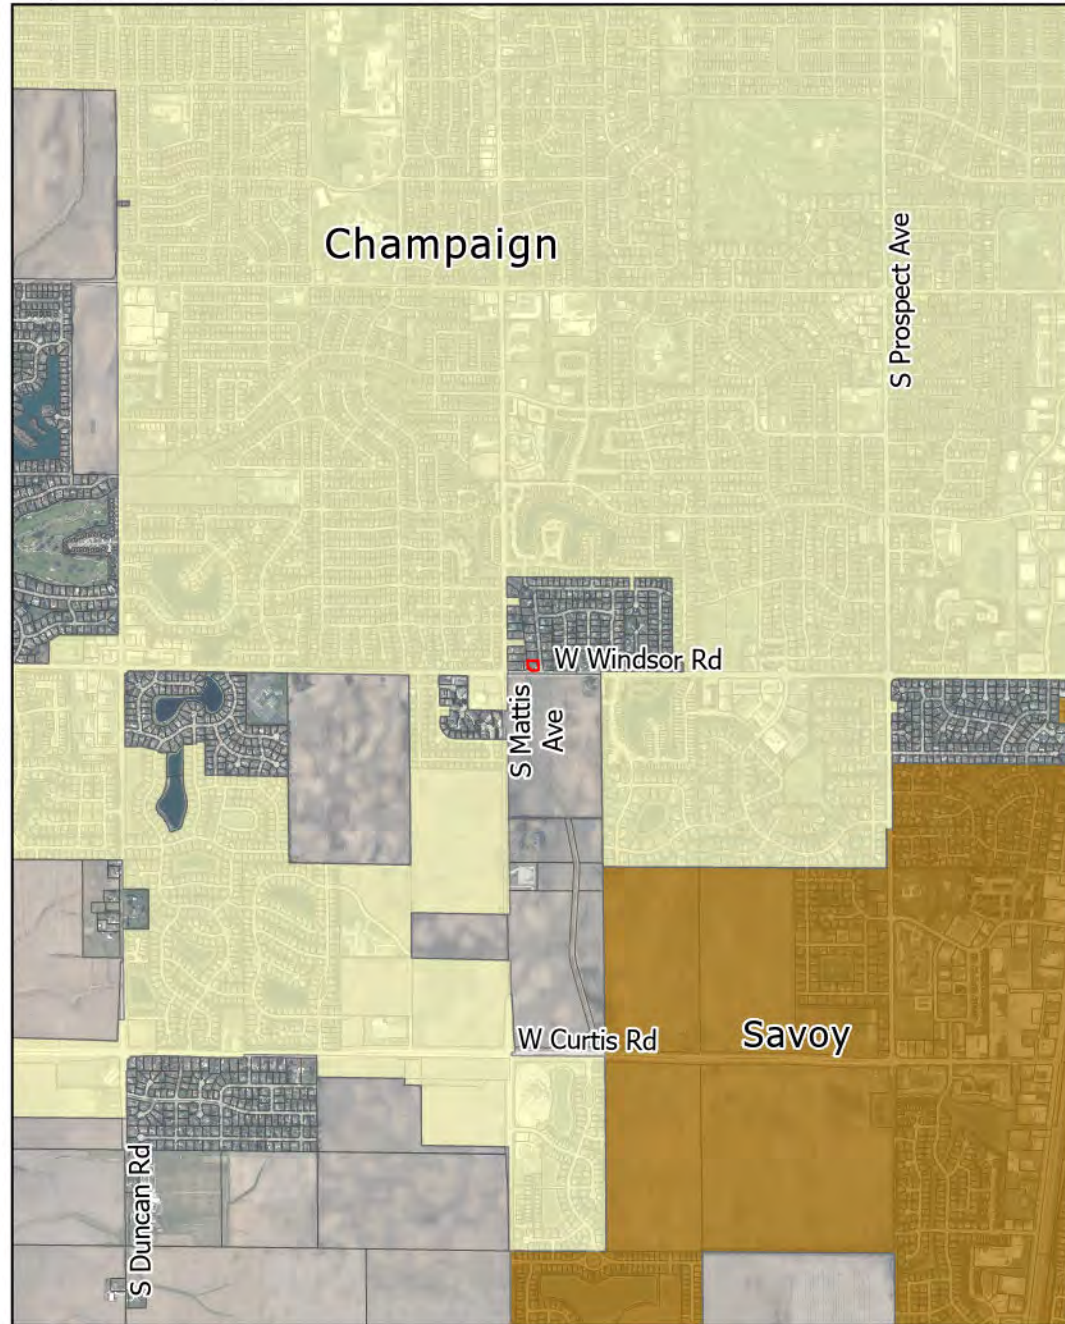 Champaign
S Prospect Ave
W Windsor Rd
S Mattis
Ave
W Curtis Rd
Savoy
S Duncan Rd